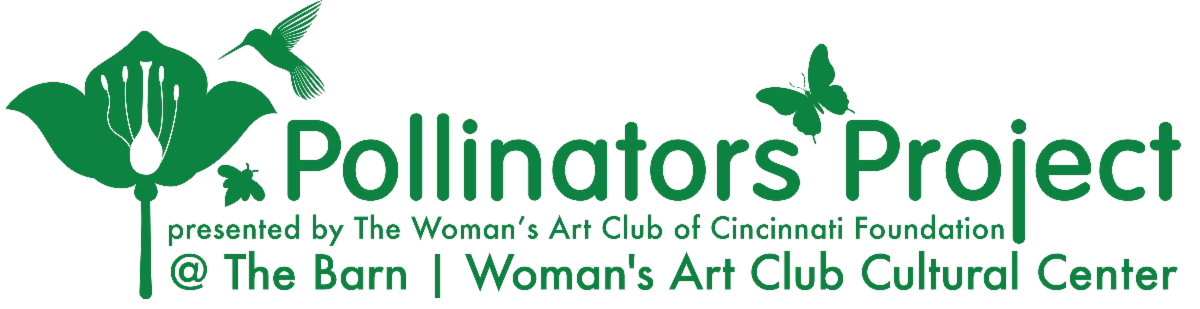 Pollinators Project
presented by The Woman’s Art Club of Cincinnati Foundation
@ The Barn | Woman's Art Club Cultural Center